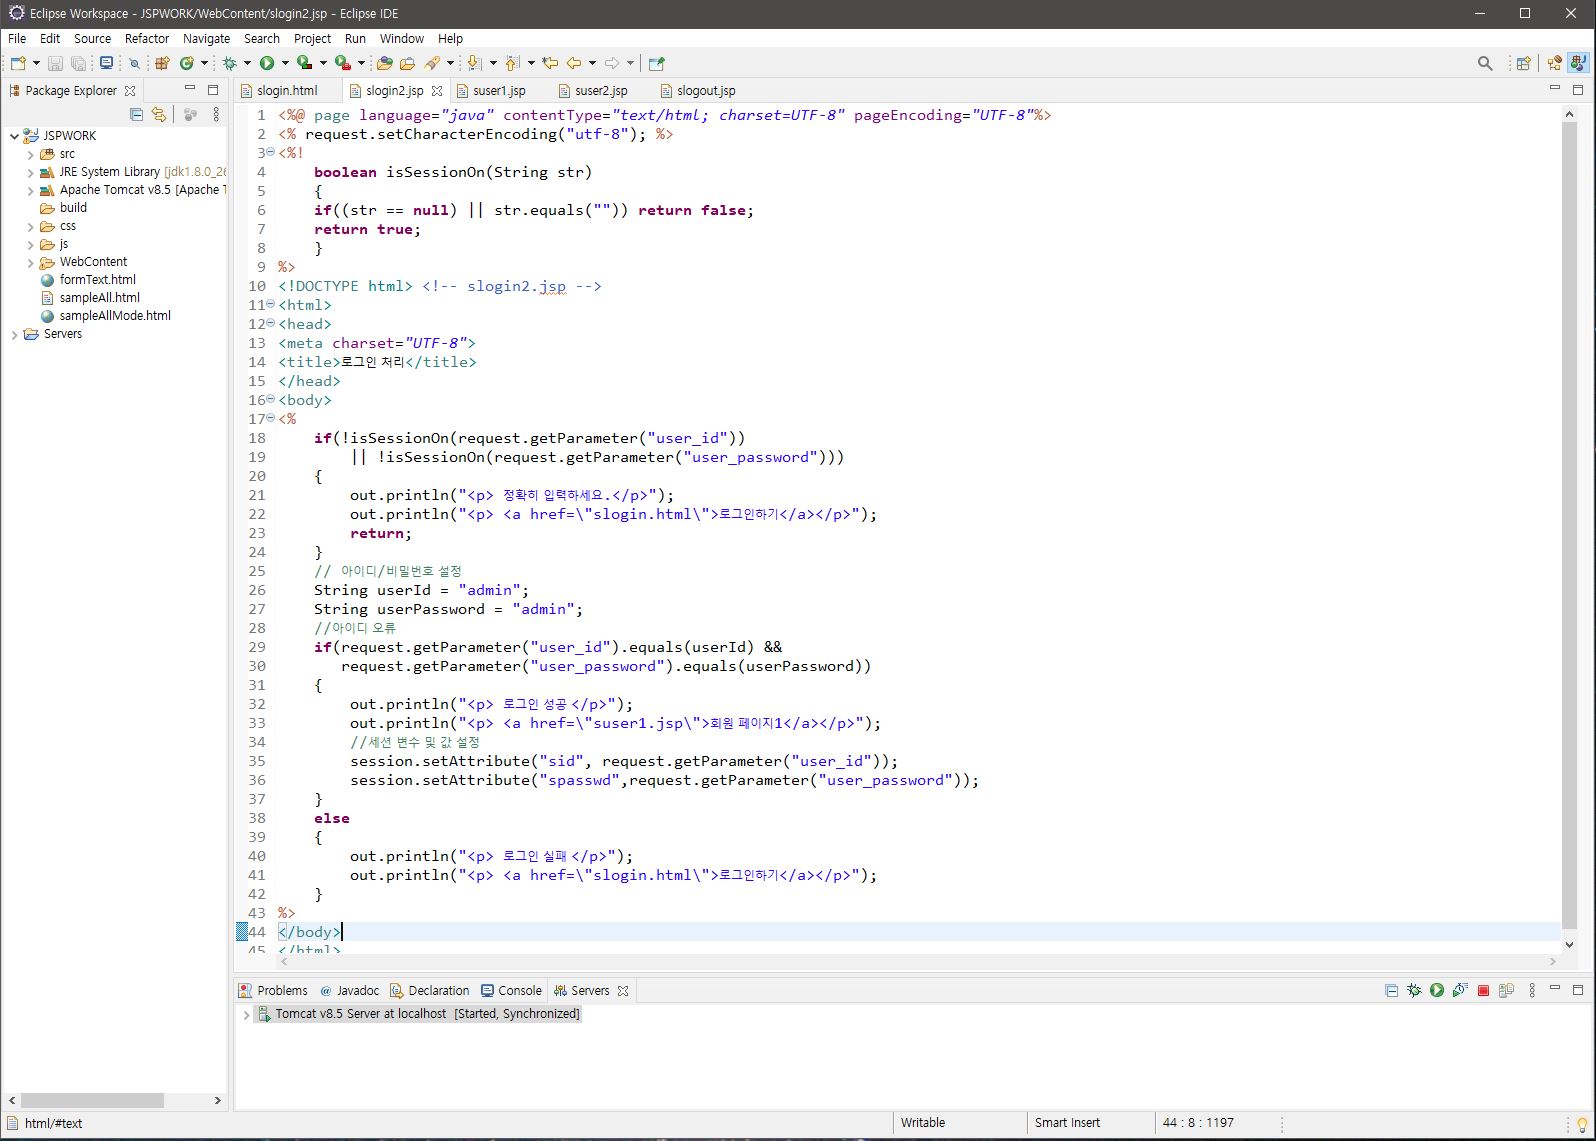 Eclipse Workspace - JSPWORK/WebContent/slogin2.jsp - Eclipse IDE
File Edit Source Refactor Navigate Search Project Run Window Help
Package Explorer
JSPWORK
src
JRE System Library [jdk1.8.0_26
Apache Tomcat v8.5 [Apache T
build
css
js
WebContent
formText.html
sampleAll.html
sampleAllMode.html
Servers
slogin.html slogin2.jsp suser1.jsp suser2.jsp slogout.jsp
1 <%@ page language="java" contentType="text/html; charset=UTF-8" pageEncoding="UTF-8"%>
2 <% request.setCharacterEncoding("utf-8"); %>
3 <%!
4 boolean isSessionOn(String str)
5 {
6 if((str == null) || str.equals("")) return false;
7 return true;
8 }
9 %>
10 <!DOCTYPE html> <!-- slogin2.jsp -->
11 <html>
12 <head>
13 <meta charset="UTF-8">
14 <title>로그인 처리</title>
15 </head>
16 <body>
17 <%
18 if(!isSessionOn(request.getParameter("user_id"))
19 || !isSessionOn(request.getParameter("user_password")))
20 {
21 out.println("<p> 정확히 입력하세요.</p>");
22 out.println("<p> <a href=\"slogin.html\">로그인하기</a></p>");
23 return;
24 }
25 // 아이디/비밀번호 설정
26 String userId = "admin";
27 String userPassword = "admin";
28 //아이디 오류
29 if(request.getParameter("user_id").equals(userId) &&
30 request.getParameter("user_password").equals(userPassword))
31 {
32 out.println("<p> 로그인 성공 </p>");
33 out.println("<p> <a href=\"suser1.jsp\">회원 페이지1</a></p>");
34 //세션 변수 및 값 설정
35 session.setAttribute("sid", request.getParameter("user_id"));
36 session.setAttribute("spasswd",request.getParameter("user_password"));
37 }
38 else
39 {
40 out.println("<p> 로그인 실패 </p>");
41 out.println("<p> <a href=\"slogin.html\">로그인하기</a></p>");
42 }
43 %>
44 </body>
45 </html>
Problems @ Javadoc Declaration Console Servers
Tomcat v8.5 Server at localhost [Started, Synchronized]
html/#text Writable Smart Insert 44 : 8 : 1197